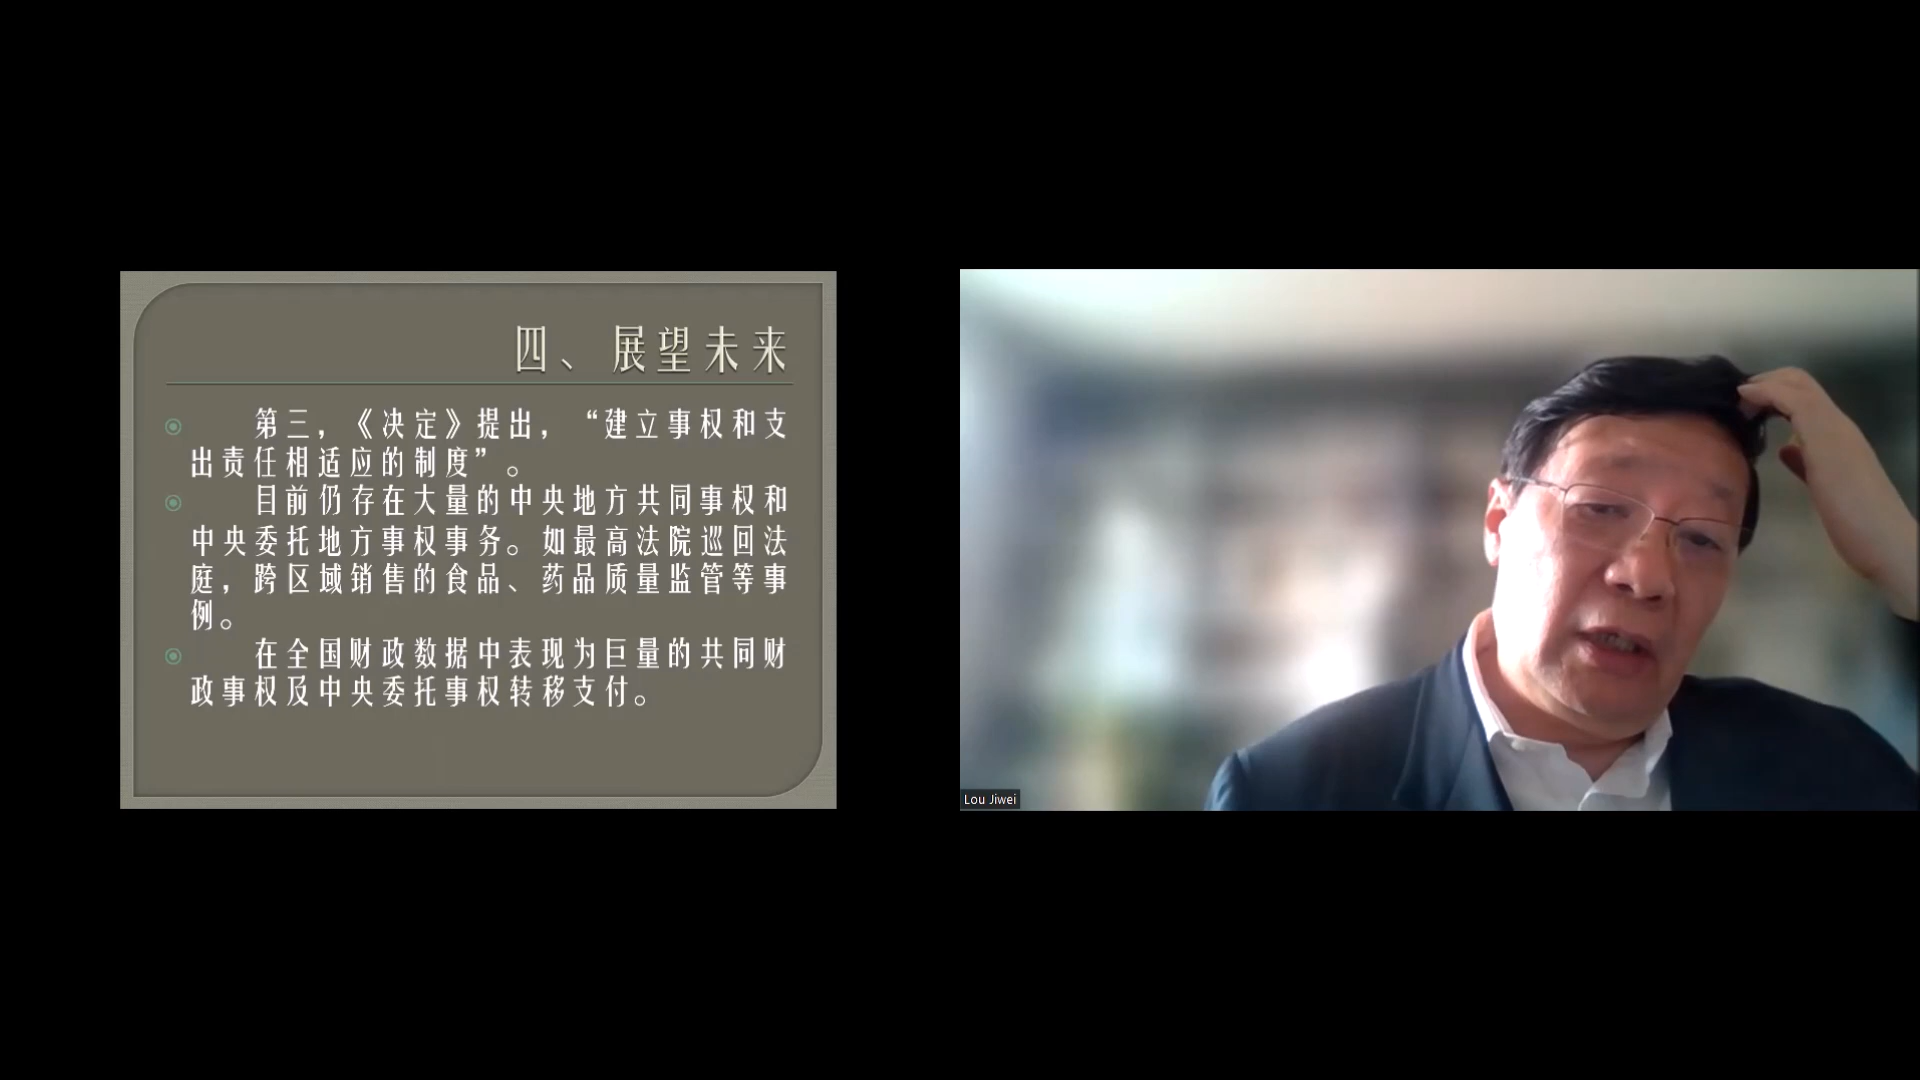 四、展望未来
第三，《决定》提出，“建立事权和支
出责任相适应的制度”。
目前仍存在大量的中央地方共同事权和
中央委托地方事权事务。如最高法院巡回法
庭，跨区域销售的食品、药品质量监管等事
例。
在全国财政数据中表现为巨量的共同财
政事权及中央委托事权转移支付。
Lou Jiwei